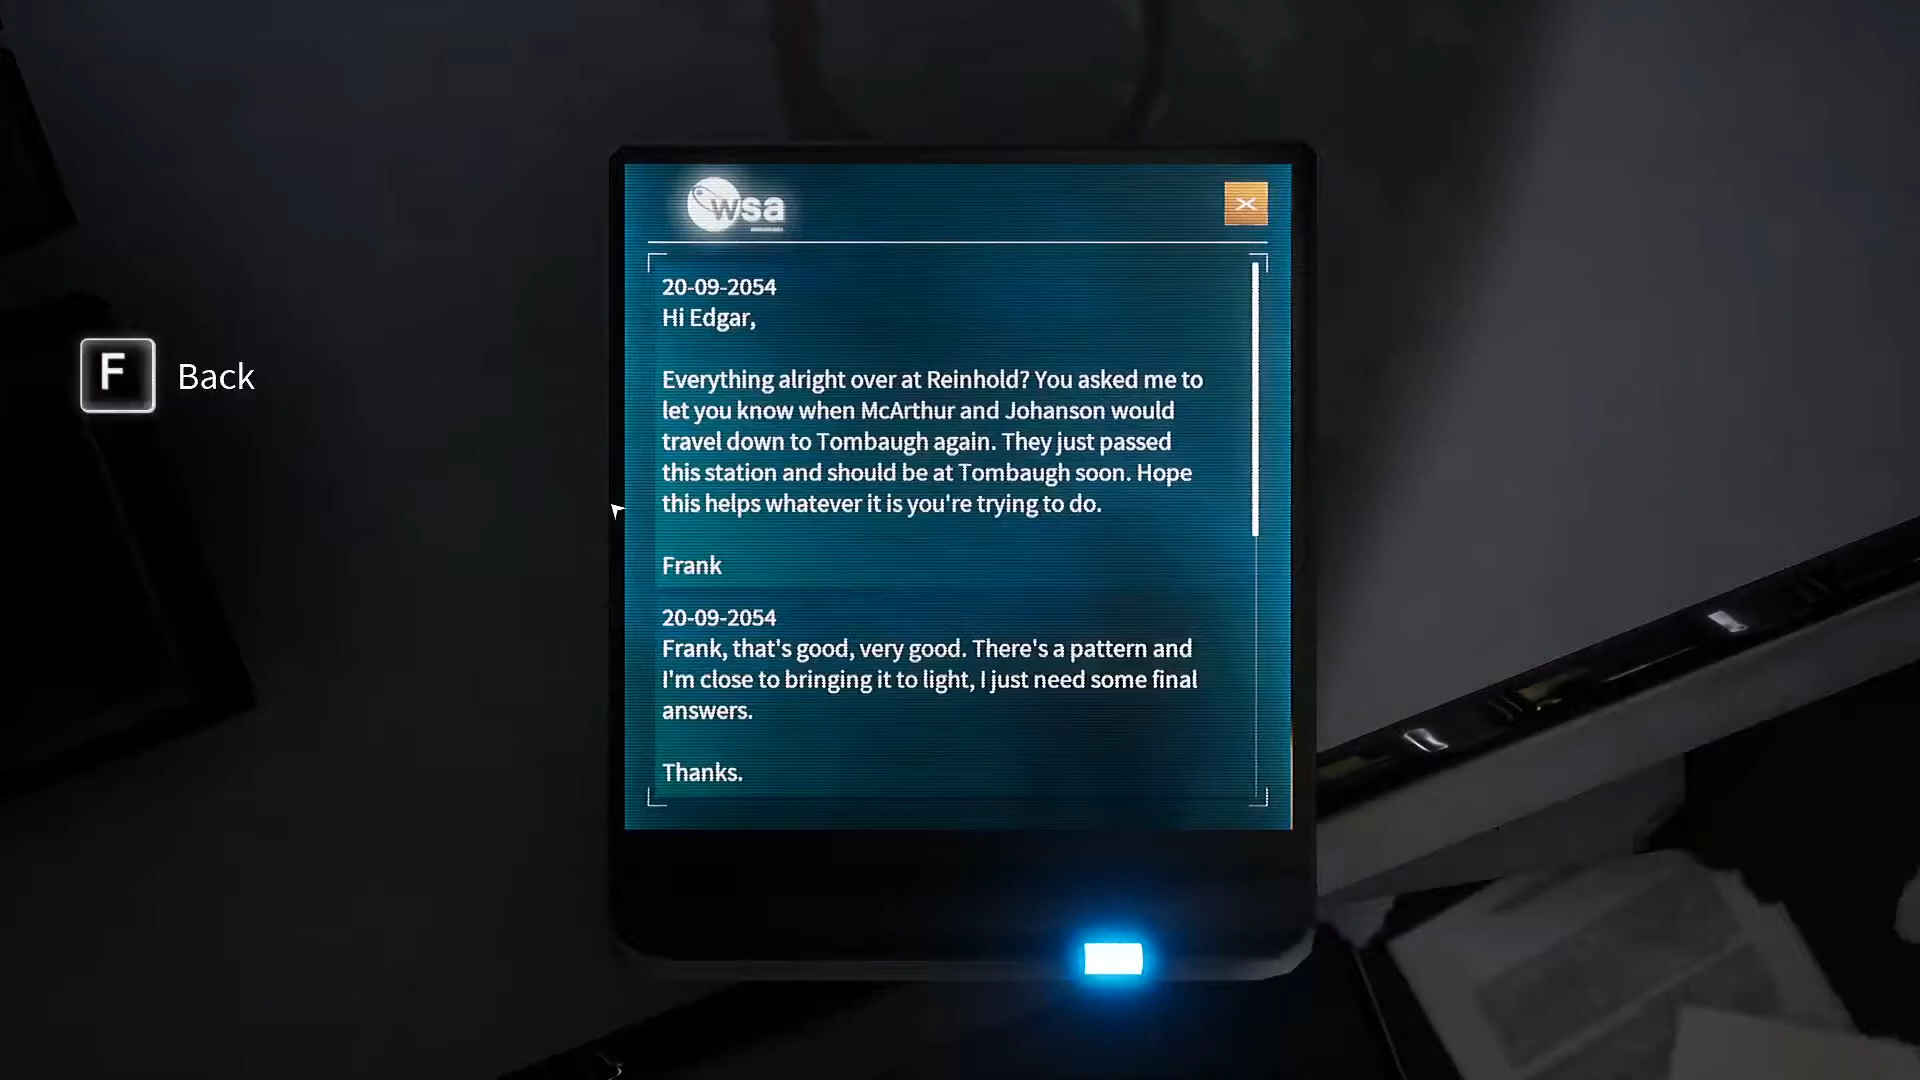 wsa
F Back
20-09-2054
Hi Edgar,
Everything alright over at Reinhold? You asked me to
let you know when McArthur and Johanson would
travel down to Tombaugh again. They just passed
this station and should be at Tombaugh soon. Hope
this helps whatever it is you're trying to do.
Frank
20-09-2054
Frank, that's good, very good. There's a pattern and
I'm close to bringing it to light, I just need some final
answers.
Thanks.